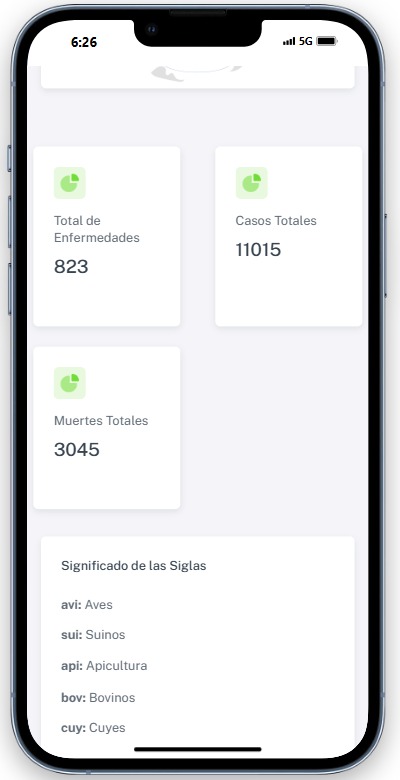 6:26
5G
Total de
Enfermedades
823
Casos Totales
11015
Muertes Totales
3045
Significado de las Siglas
avi: Aves
sui: Suinos
api: Apicultura
bov: Bovinos
cuy: Cuyes